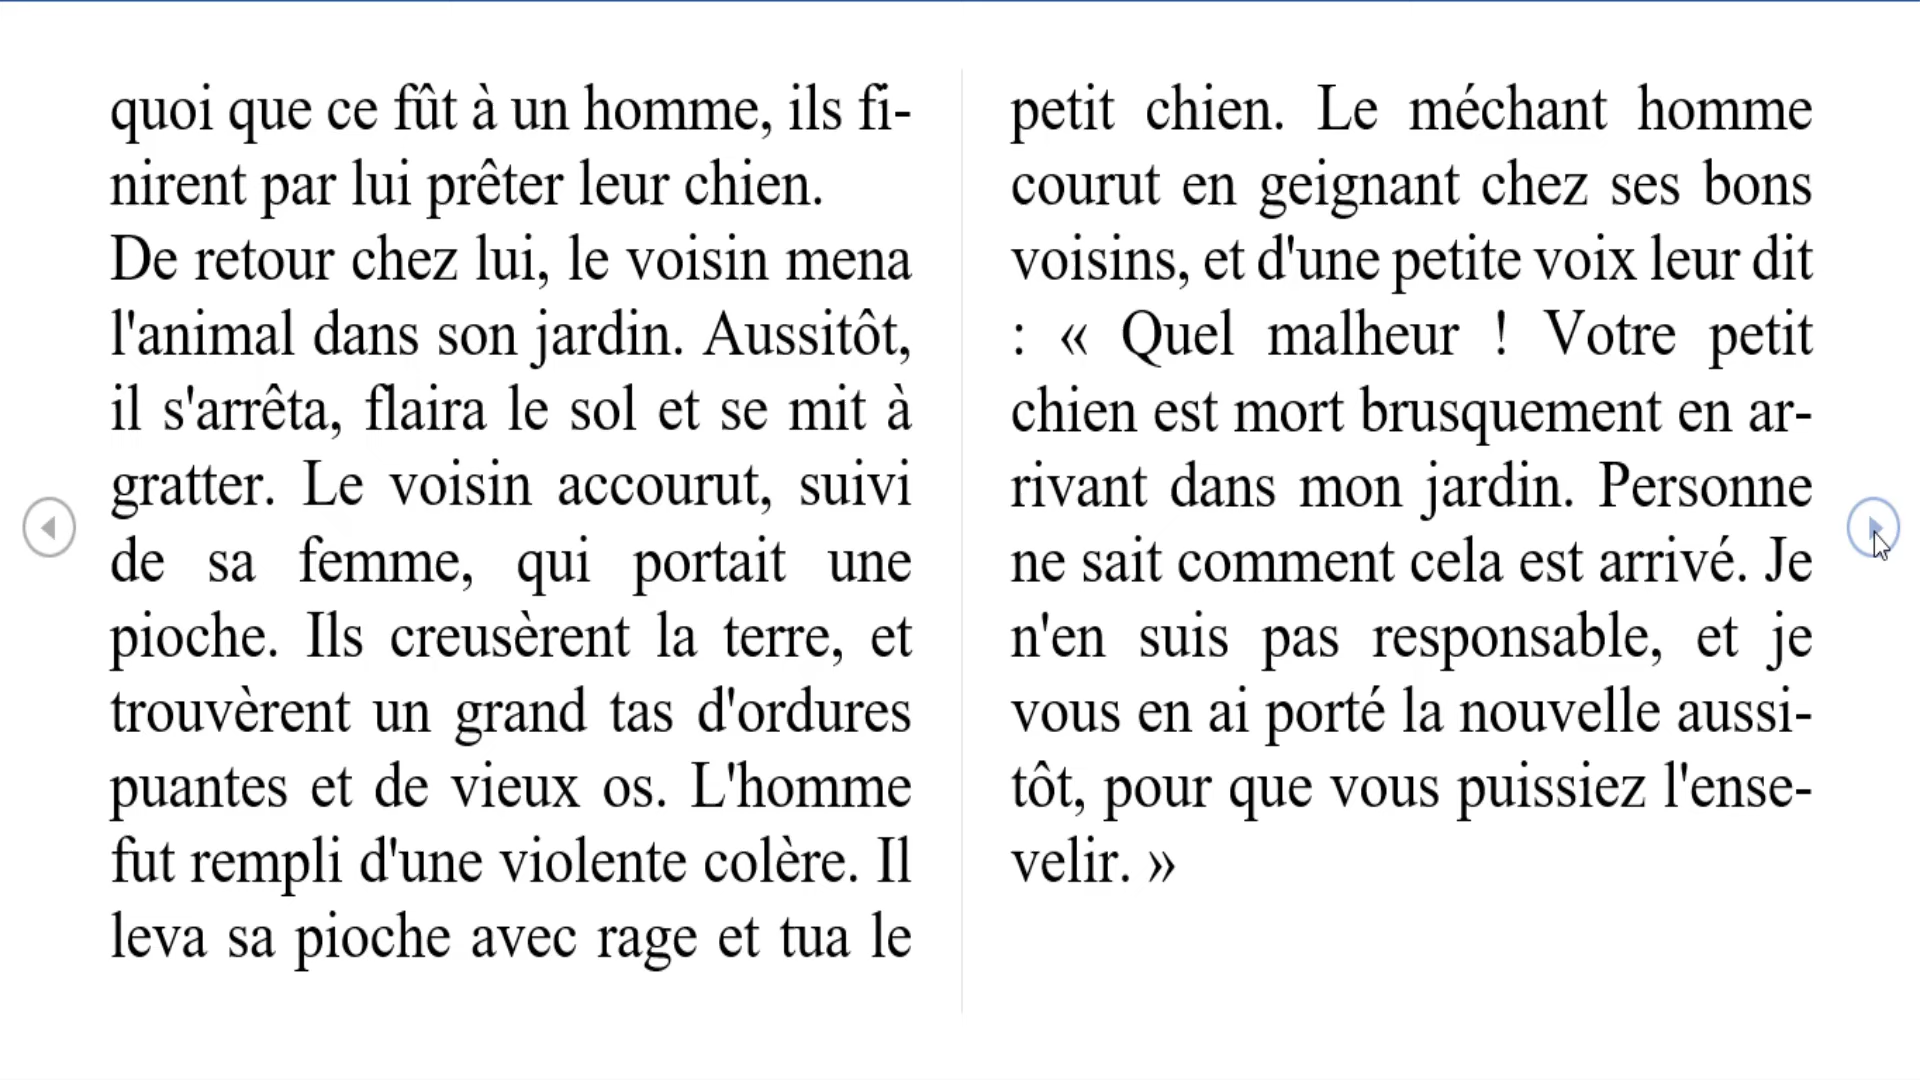 quoi que ce fût à un homme, ils fi-
nirent par lui prêter leur chien.
De retour chez lui, le voisin mena
l'animal dans son jardin. Aussitôt,
il s'arrêta, flaira le sol et se mit à
gratter. Le voisin accourut, suivi
de sa femme, qui portait une
pioche. Ils creusèrent la terre, et
trouvèrent un grand tas d'ordures
puantes et de vieux os. L'homme
fut rempli d'une violente colère. Il
leva sa pioche avec rage et tua le
petit chien. Le méchant homme
courut en geignant chez ses bons
voisins, et d'une petite voix leur dit
: « Quel malheur ! Votre petit
chien est mort brusquement en ar-
rivant dans mon jardin. Personne
ne sait comment cela est arrivé. Je
n'en suis pas responsable, et je
vous en ai porté la nouvelle aussi-
tôt, pour que vous puissiez l'ense-
velir. »